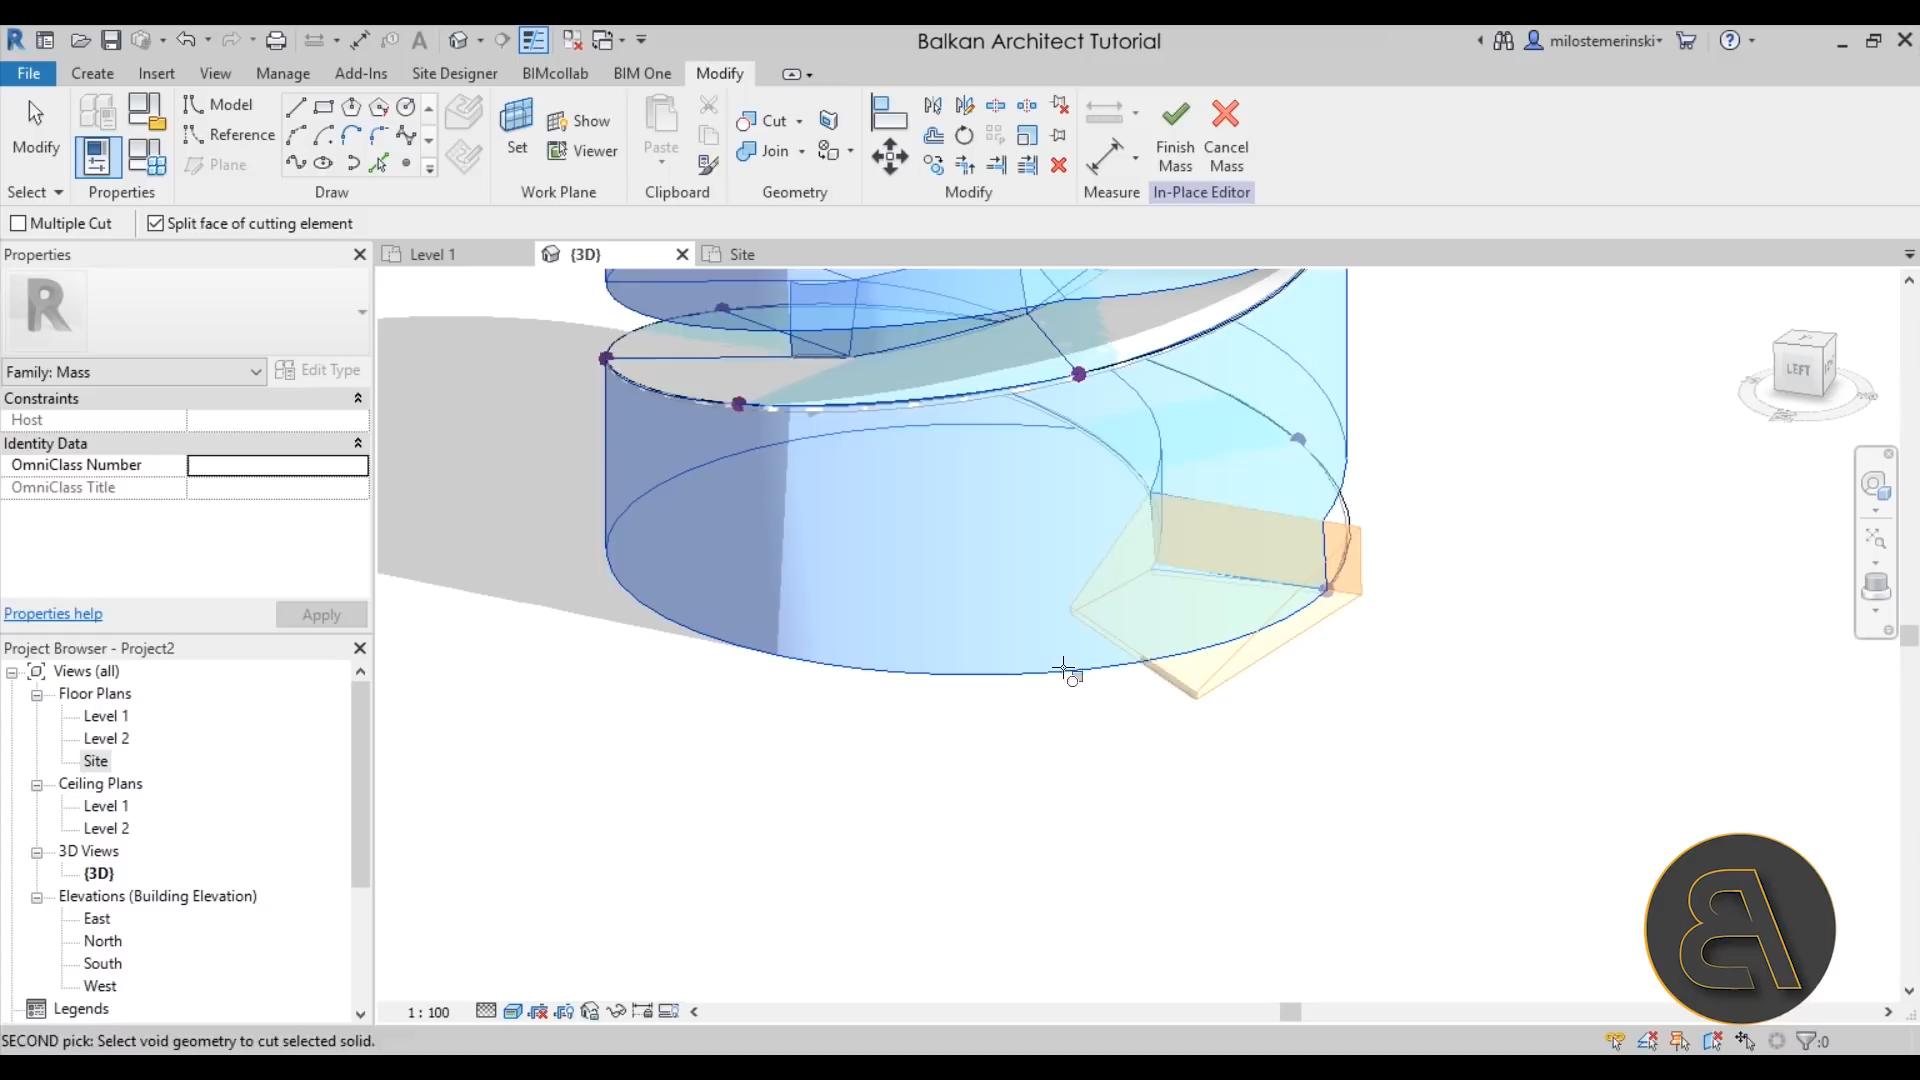 Balkan Architect Tutorial
milostemerinski
File Create Insert View Manage Add-Ins Site Designer BIMcollab BIM One Modify
Modify
Select
Properties
Model
Reference
Plane
Draw
Set
Show
Viewer
Work Plane
Paste
Clipboard
Cut
Join
Geometry
Modify
Measure
Finish Mass
Cancel Mass
In-Place Editor
Multiple Cut
Split face of cutting element
Properties
Level 1
{3D}
Site
R
Family: Mass
Edit Type
Constraints
Host
Identity Data
OmniClass Number
OmniClass Title
Properties help
Apply
LEFT
Project Browser - Project2
Views (all)
Floor Plans
Level 1
Level 2
Site
Ceiling Plans
Level 1
Level 2
3D Views
{3D}
Elevations (Building Elevation)
East
North
South
West
Legends
1 : 100
SECOND pick: Select void geometry to cut selected solid.
:0